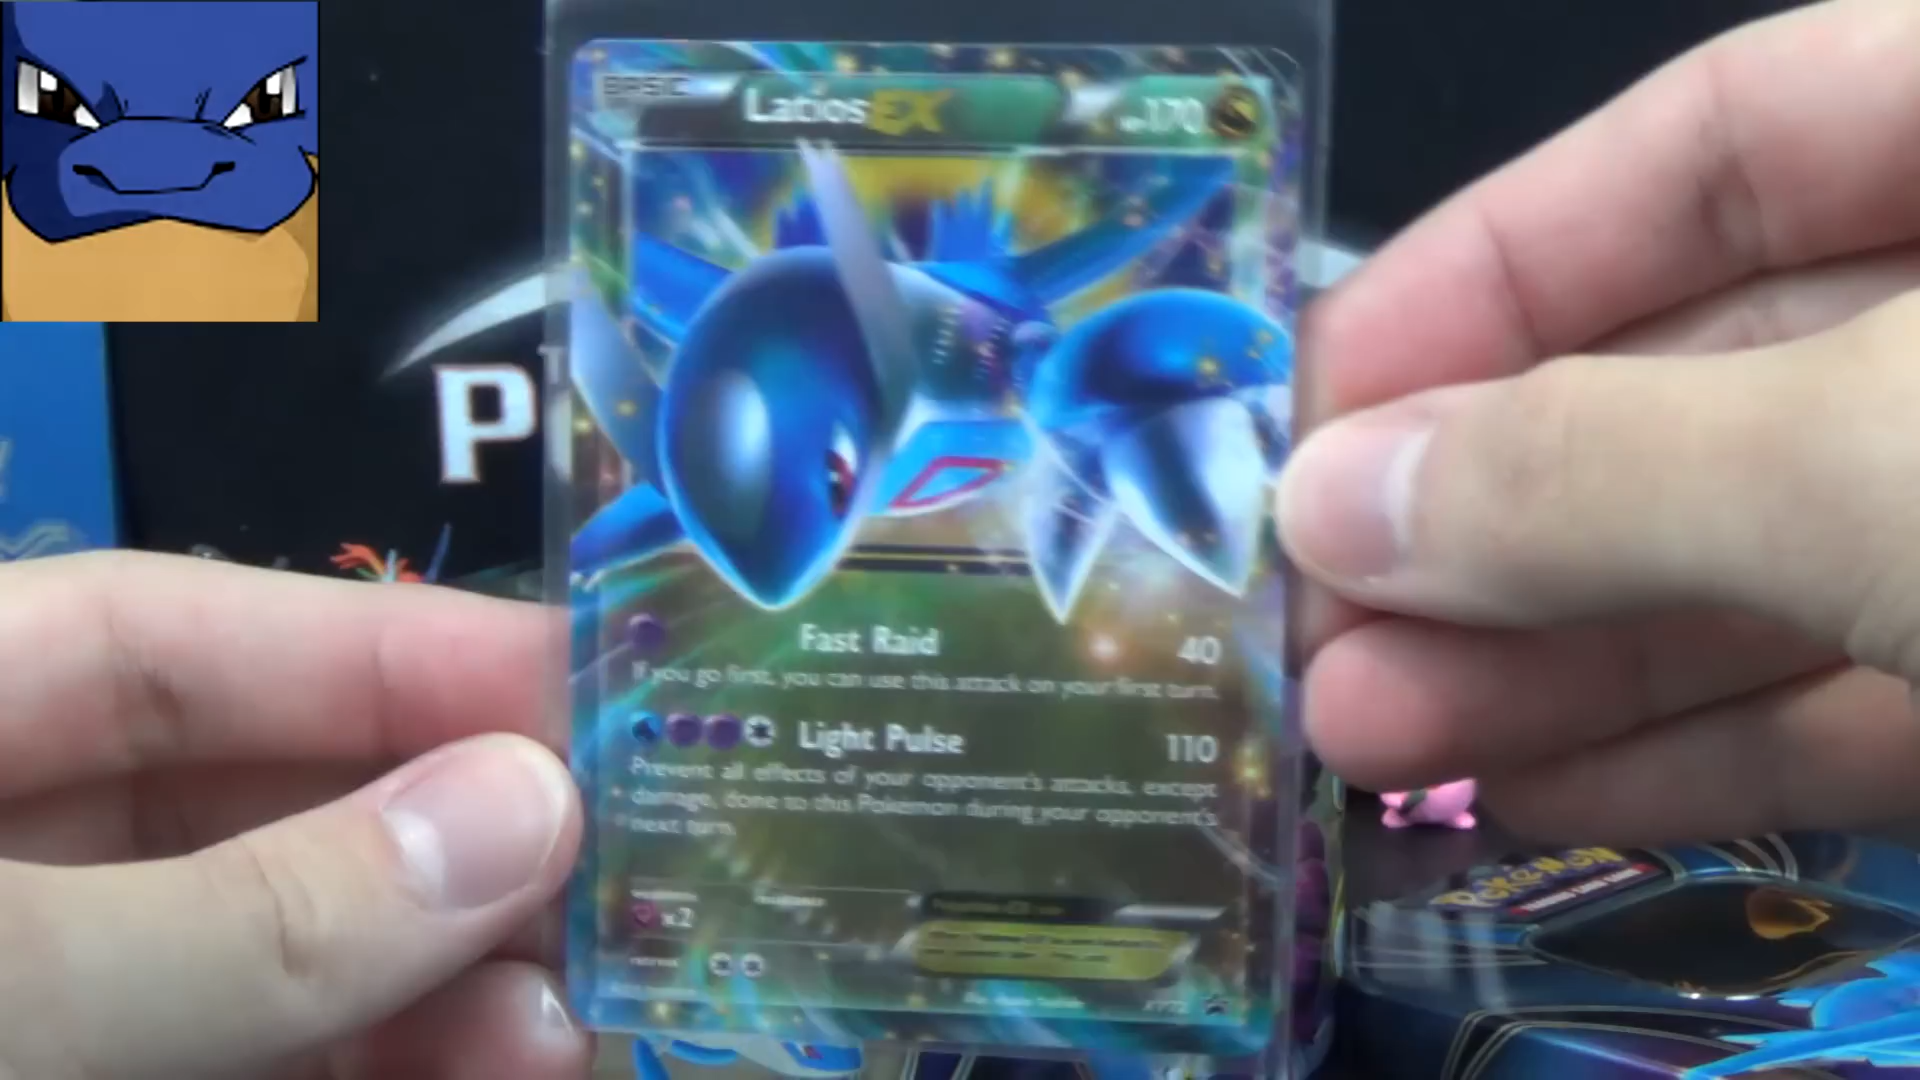 BASIC
Latios EX
170
P
Fast Raid 40
If you go first, you can use this attack on your first turn.
Light Pulse 110
Prevent all effects of your opponent's attacks, except
damage, done to this Pokémon during your opponent's
next turn.
x2
XY72
Pokémon